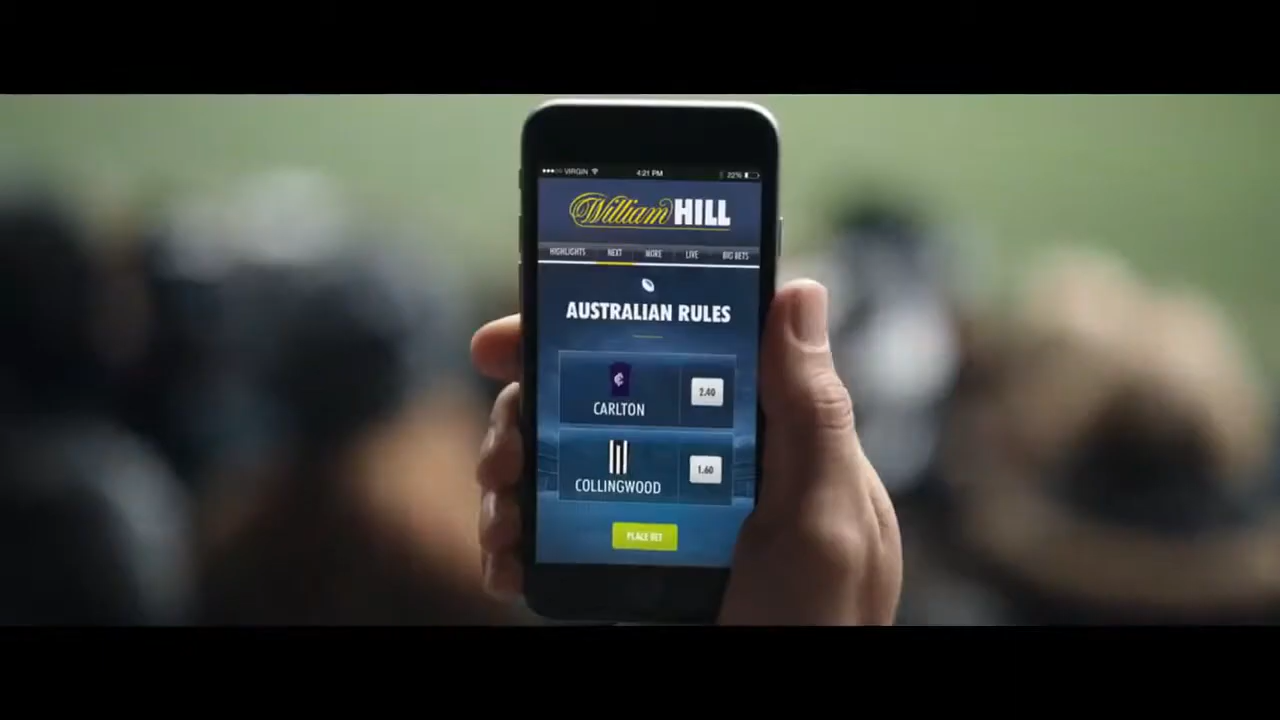 VIRGIN 4:21 PM 22%
William HILL
HIGHLIGHTS NEXT MORE LIVE BIG BETS
AUSTRALIAN RULES
CARLTON 2.40
COLLINGWOOD 1.60
PLACE BET